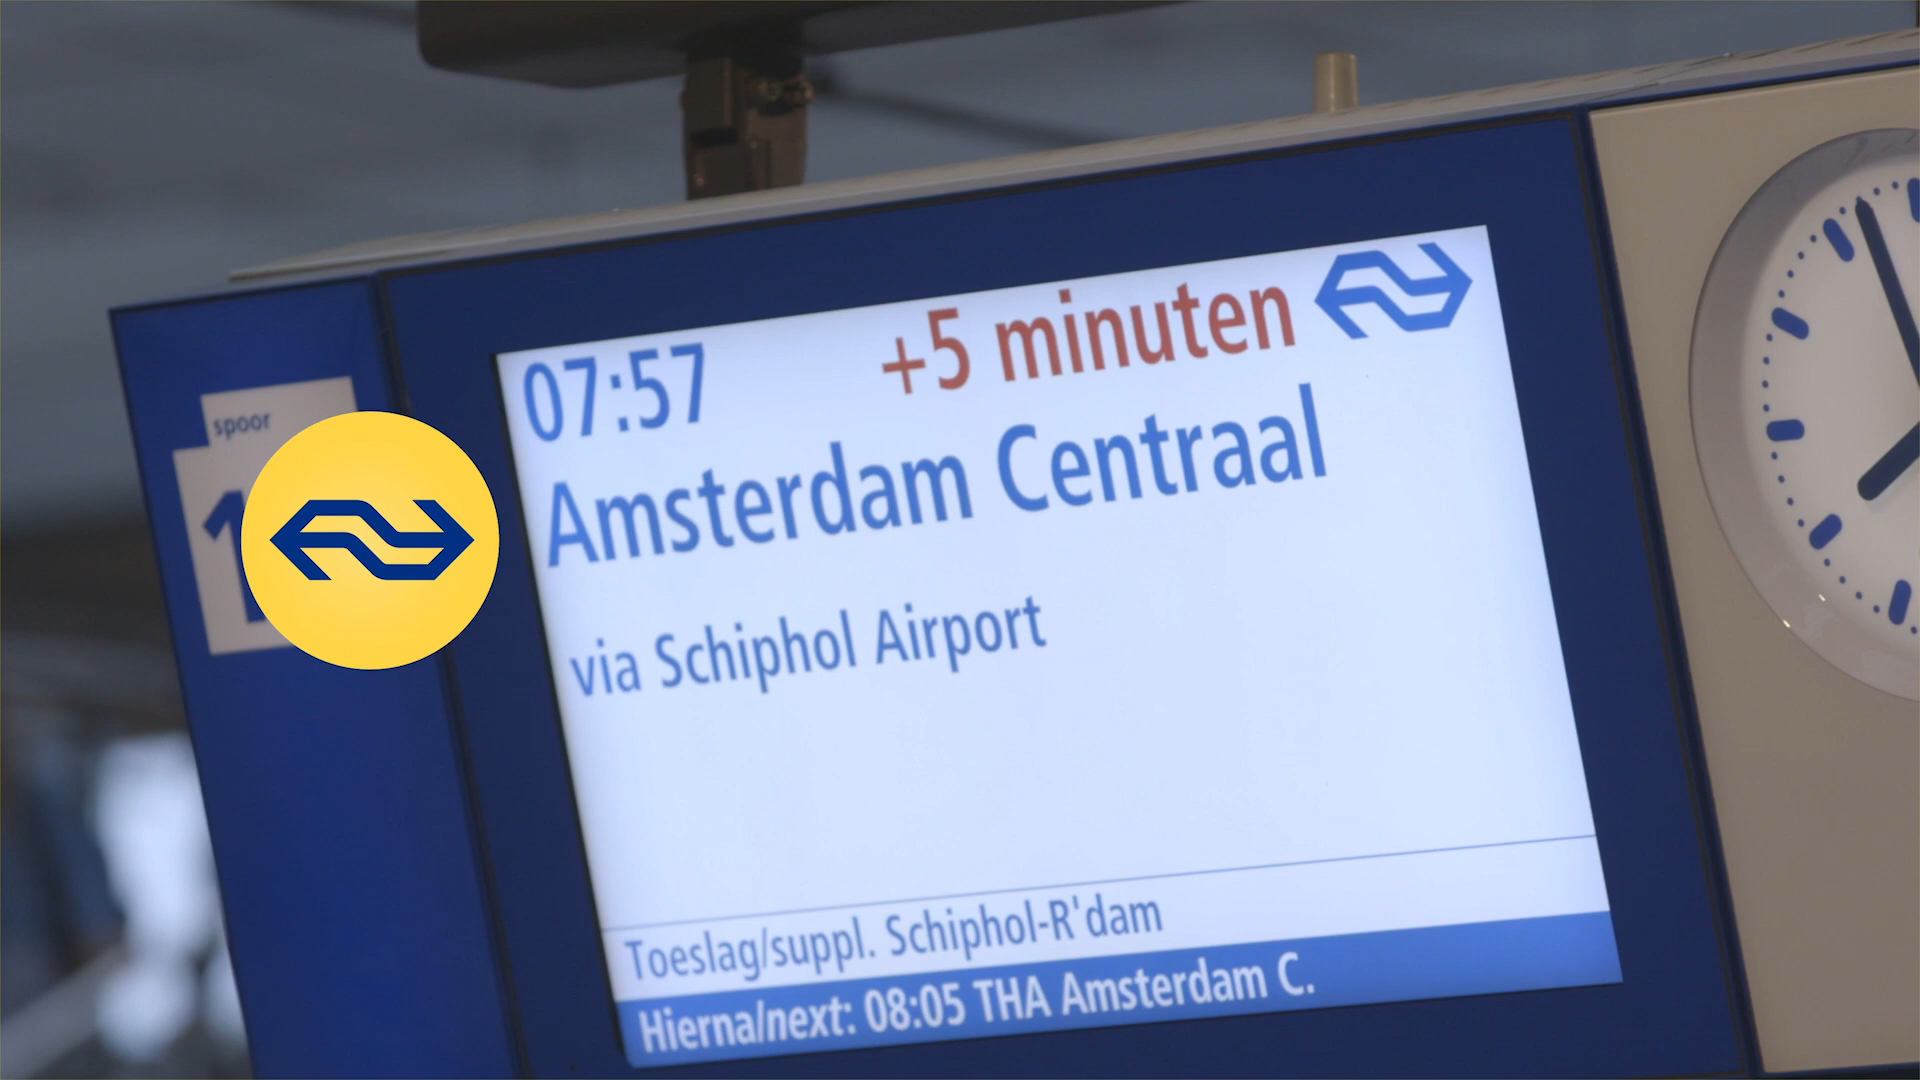 spoor
1
07:57 +5 minuten
Amsterdam Centraal
via Schiphol Airport
Toeslag/suppl. Schiphol-R'dam
Hierna/next: 08:05 THA Amsterdam C.